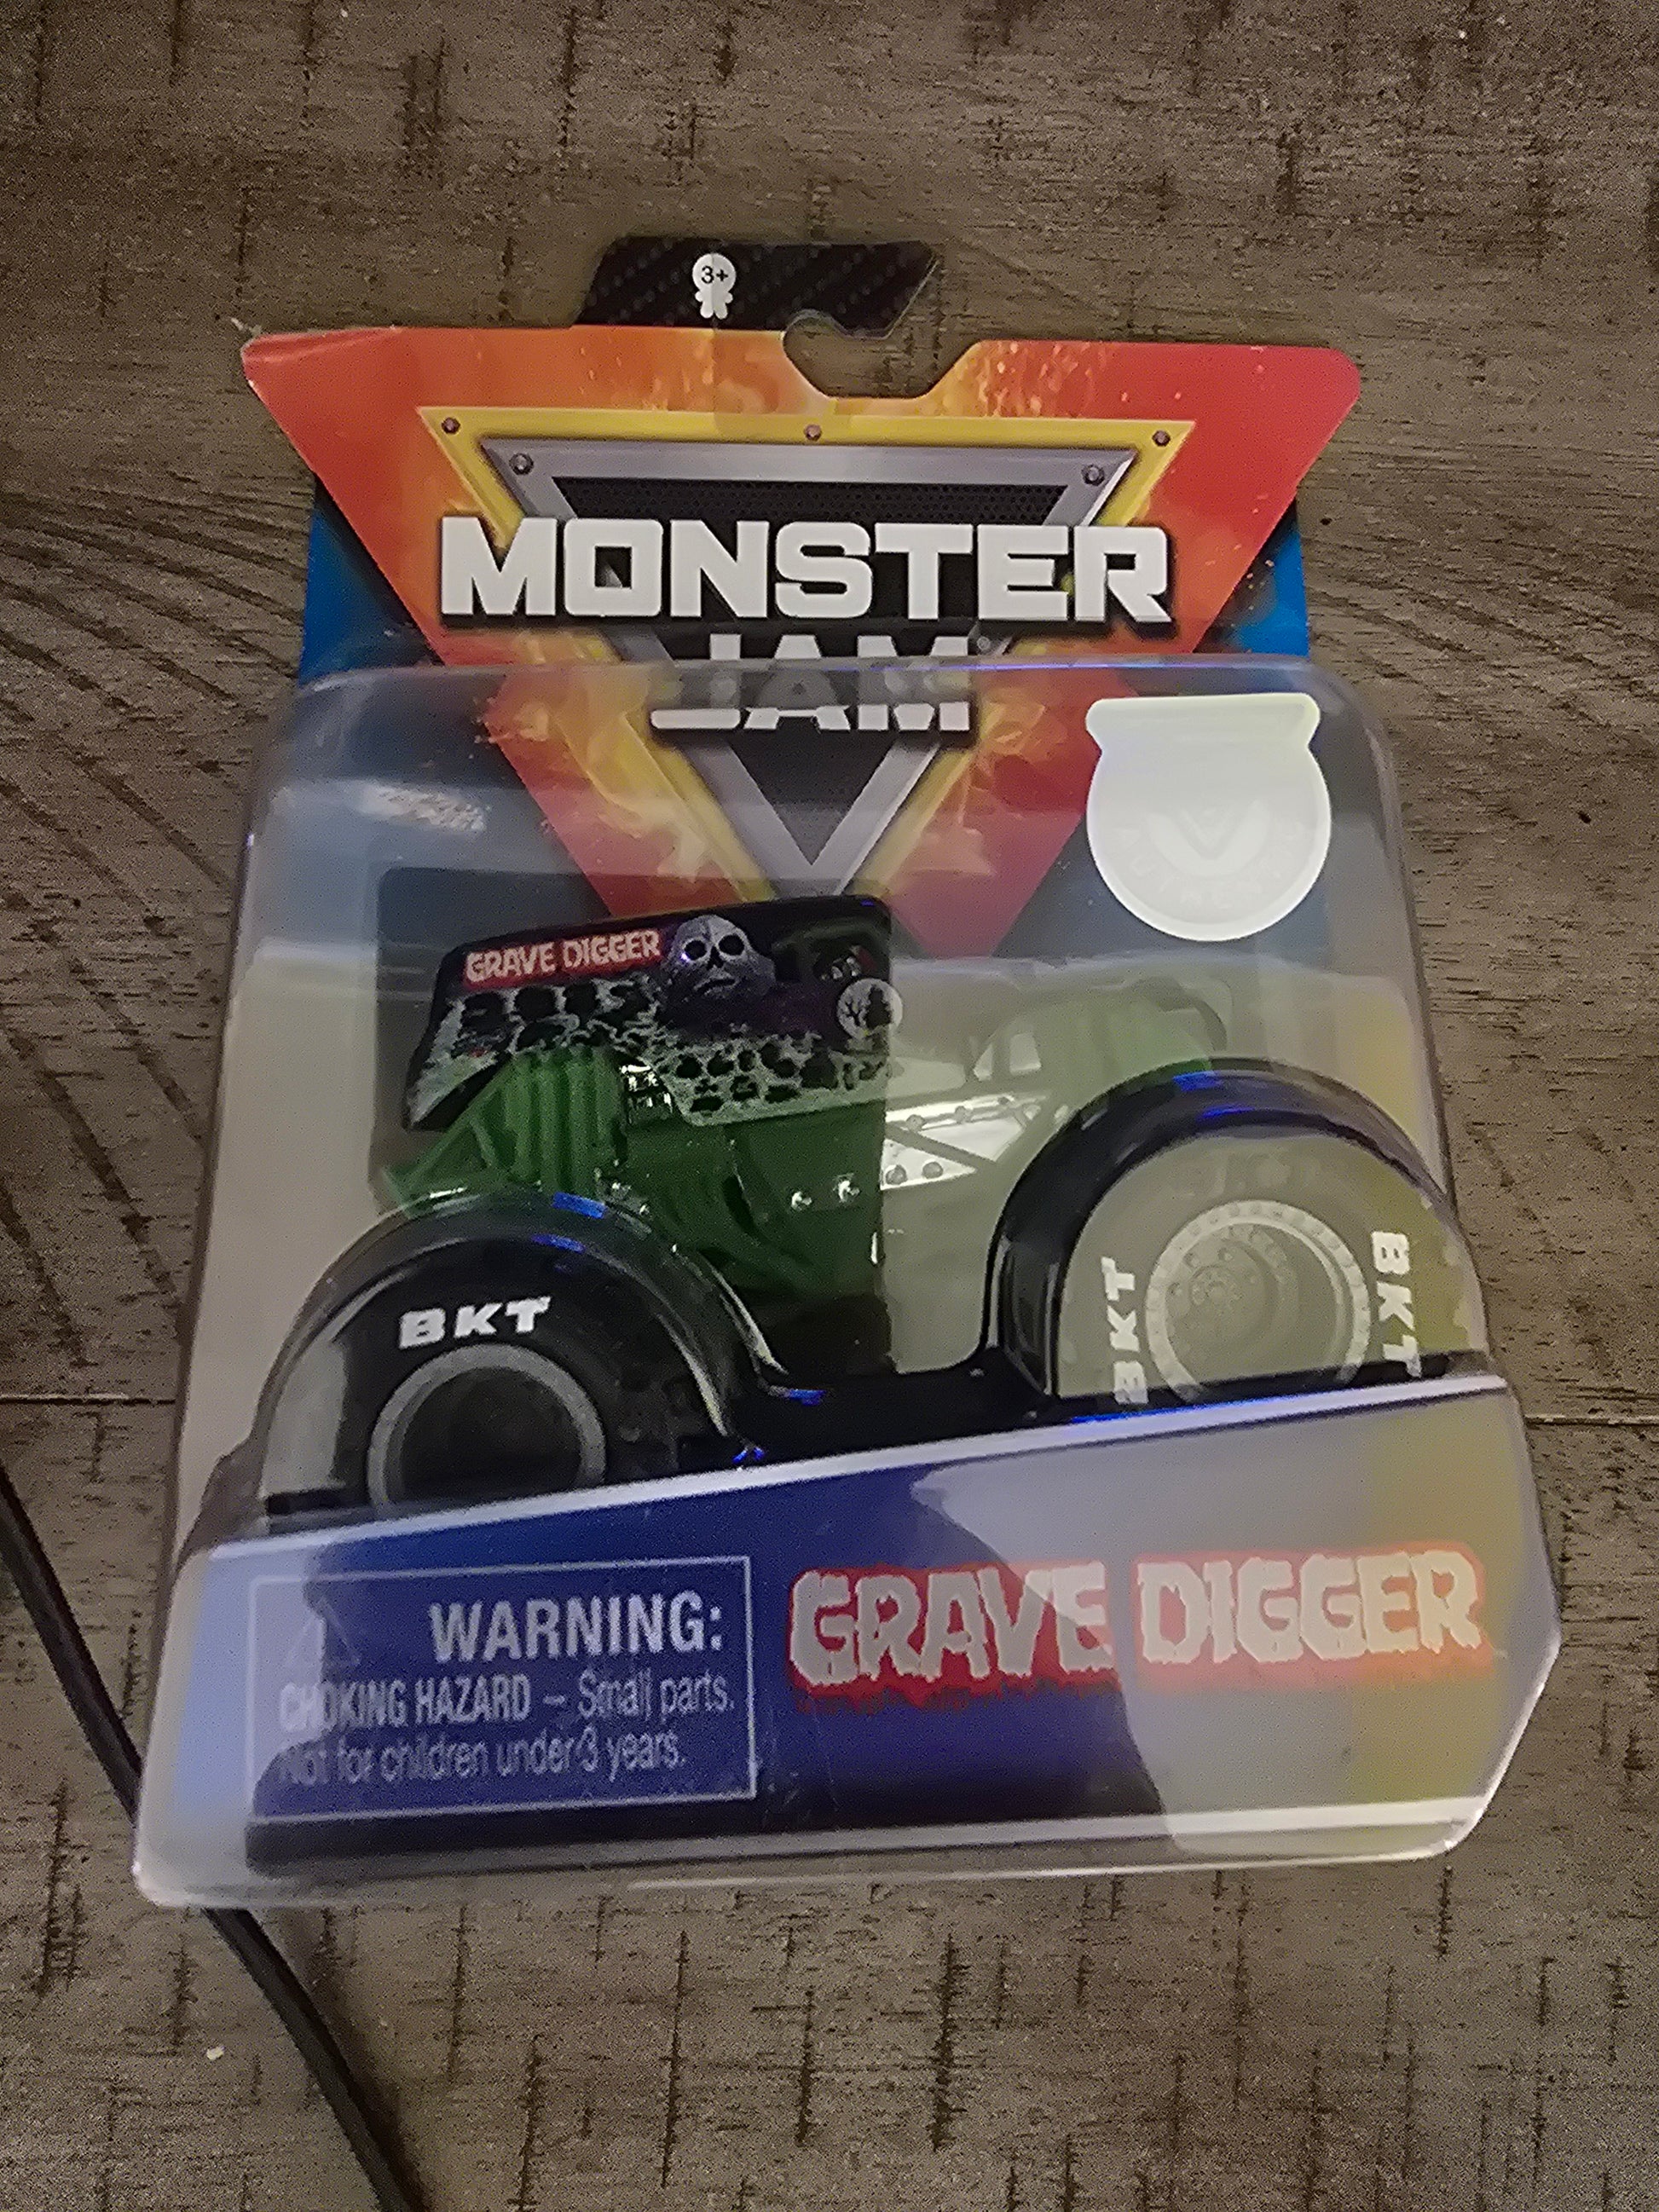 3+
MONSTER
JAM
GRAVE DIGGER
BKT
BKT
BKT
WARNING:
CHOKING HAZARD – Small parts.
Not for children under 3 years.
GRAVE DIGGER